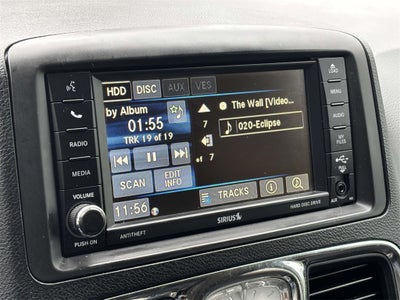 HDD DISC AUX VES
by Album
01:55
TRK 19 of 19
7
of 7
The Wall [Video...
020-Eclipse
SCAN
EDIT INFO
TRACKS
11:56
RADIO
MEDIA
VOLUME
PUSH ON
ANTITHEFT
SIRIUS
HARD DISC DRIVE
LOAD
MENU
AUDIO
MY FILES
AUX